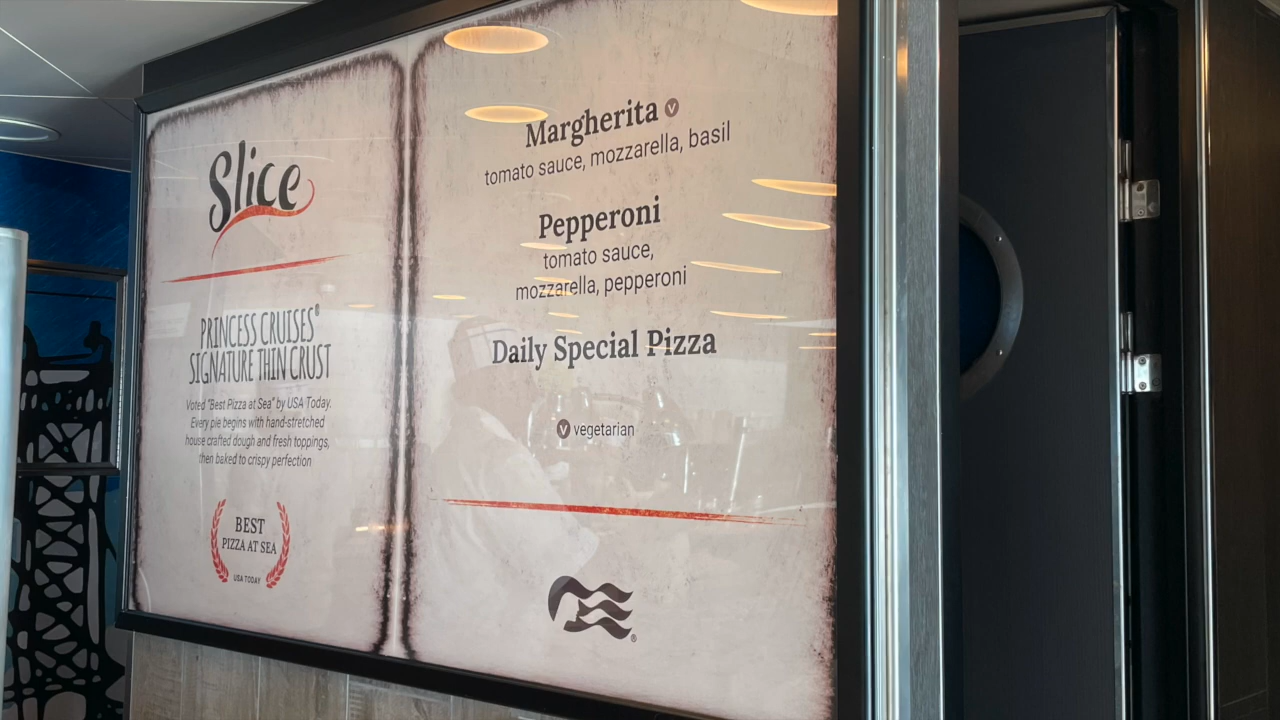 Slice
PRINCESS CRUISES®
SIGNATURE THIN CRUST
Voted "Best Pizza at Sea" by USA Today.
Every pie begins with hand-stretched
house crafted dough and fresh toppings,
then baked to crispy perfection
BEST
PIZZA AT SEA
USA TODAY
Margherita V
tomato sauce, mozzarella, basil
Pepperoni
tomato sauce,
mozzarella, pepperoni
Daily Special Pizza
V vegetarian
®